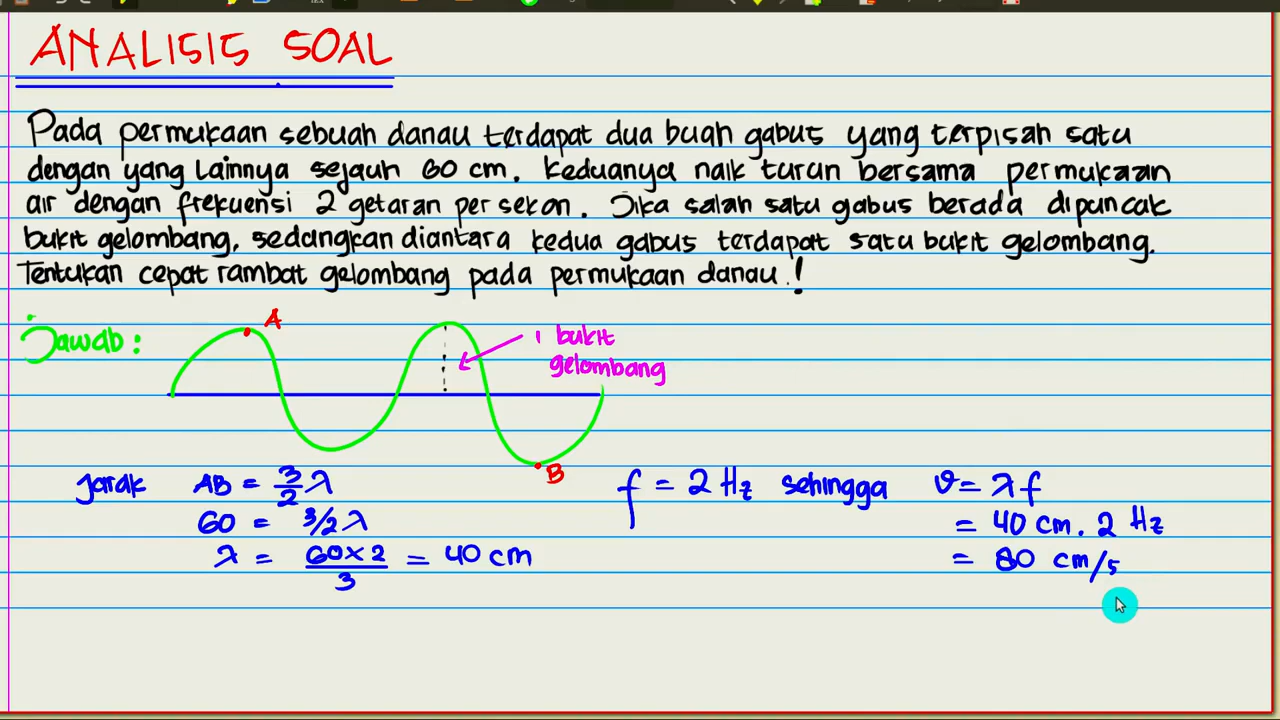 ANALISIS SOAL
Pada permukaan sebuah danau terdapat dua buah gabus yang terpisah satu
dengan yang Lainnya sejauh 60 cm. Keduanya naik turun bersama permukaan
air dengan frekuensi 2 getaran per sekon. Jika salah satu gabus berada dipuncak
bukit gelombang, sedangkan diantara kedua gabus terdapat satu bukit gelombang.
Tentukan cepat rambat gelombang pada permukaan danau.!
Jawab:
A
1 bukit
gelombang
B
Jarak AB = 3/2 λ
60 = 3/2 λ
λ = 60 x 2 / 3 = 40 cm
f = 2 Hz sehingga
v = λ f
= 40 cm. 2 Hz
= 80 cm/s